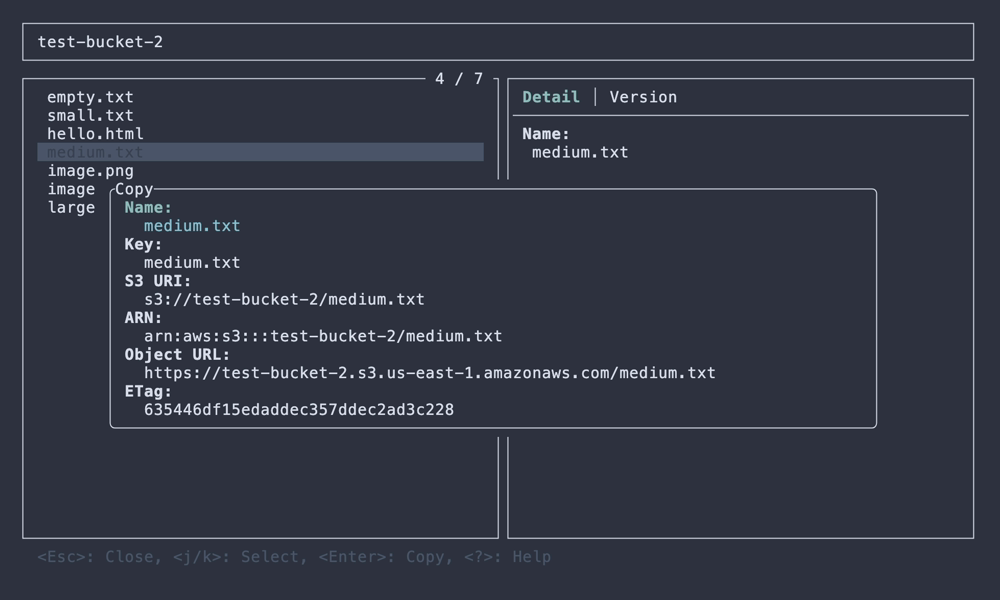 test-bucket-2
4 / 7
empty.txt
small.txt
hello.html
medium.txt
image.png
image
large
Detail │ Version
Name:
medium.txt
Copy
Name:
medium.txt
Key:
medium.txt
S3 URI:
s3://test-bucket-2/medium.txt
ARN:
arn:aws:s3:::test-bucket-2/medium.txt
Object URL:
https://test-bucket-2.s3.us-east-1.amazonaws.com/medium.txt
ETag:
635446df15edaddec357ddec2ad3c228
<Esc>: Close, <j/k>: Select, <Enter>: Copy, <?>: Help